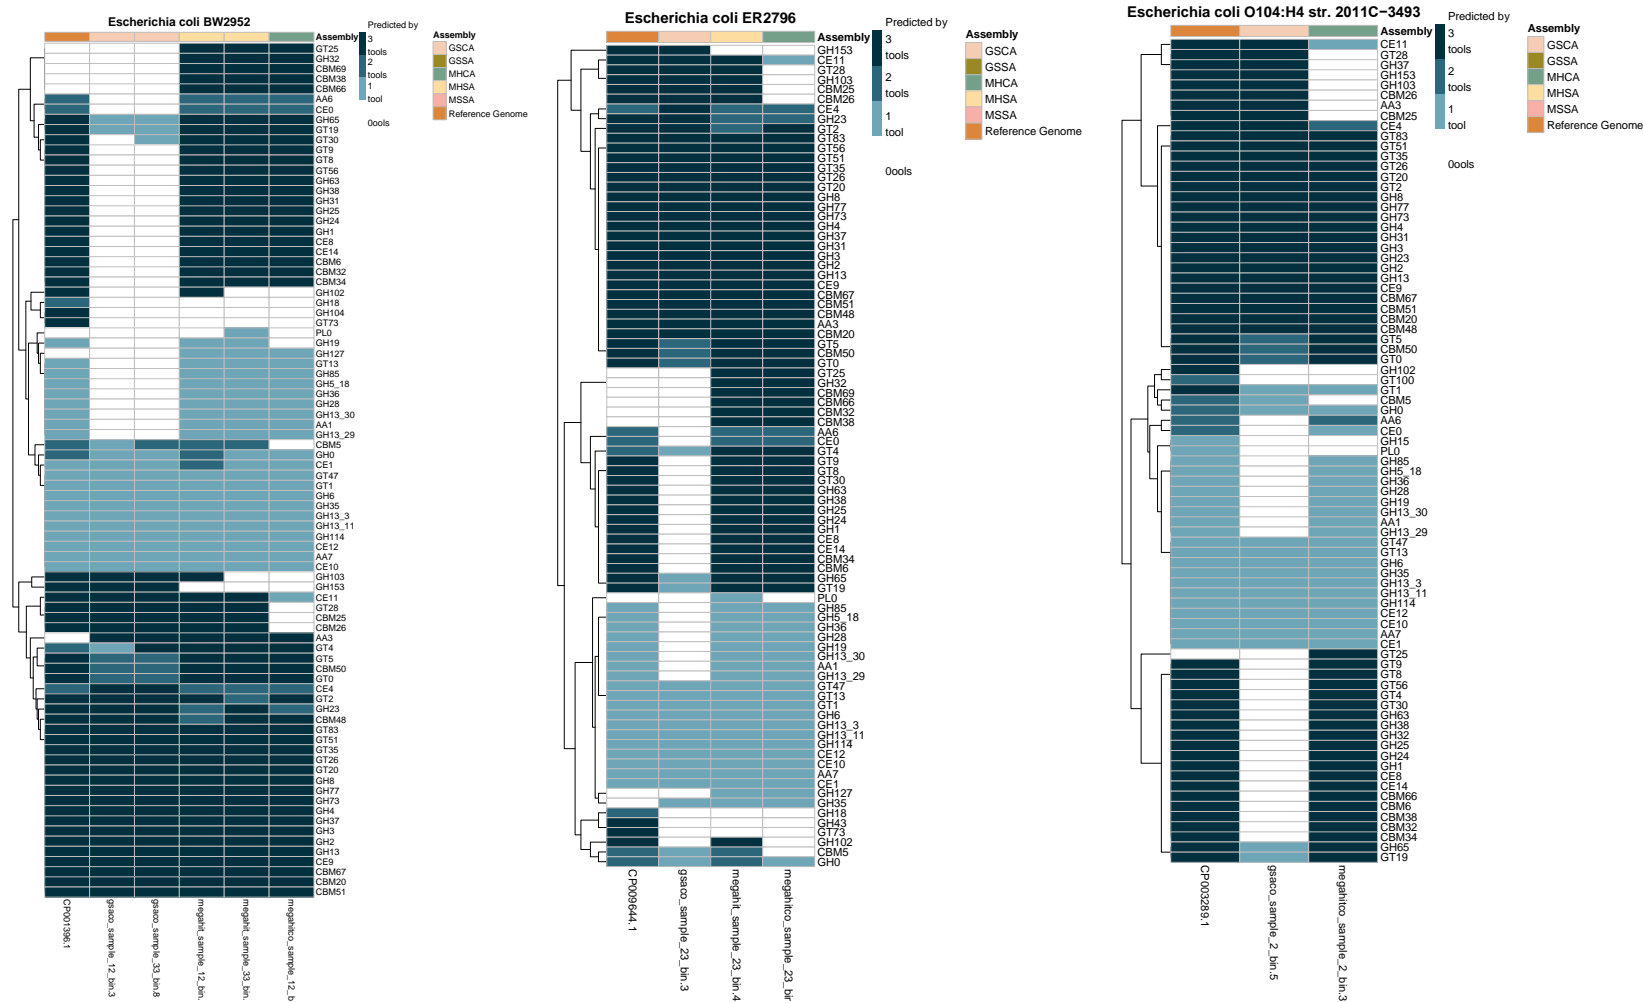 Escherichia coli BW2952
Assembly
GT25
GH32
CBM69
CBM38
CBM66
AA6
CE0
GH65
GT19
GT30
GT9
GT8
GT56
GH63
GH38
GH31
GH25
GH24
GH1
CE8
CE14
CBM6
CBM32
CBM34
GH102
GH18
GH104
GT73
PL0
GH19
GH127
GT13
GH85
GH5_18
GH36
GH28
GH13_30
AA1
GH13_29
CBM5
GH0
CE1
GT47
GT1
GH6
GH35
GH13_3
GH13_11
GH114
CE12
AA7
CE10
GH103
GH153
CE11
GT28
CBM25
CBM26
AA3
GT4
GT5
CBM50
GT0
CE4
GT2
GH23
CBM48
GT83
GT51
GT35
GT26
GT20
GH8
GH77
GH73
GH4
GH37
GH3
GH2
GH13
CE9
CBM67
CBM20
CBM51
CP001396.1
gsaco_sample_12_bin.3
gsaco_sample_33_bin.8
megahit_sample_12_bin.
megahit_sample_33_bin.
megahitco_sample_12_b
Predicted by
3
tools
2
tools
1
tool
0ools
Assembly
GSCA
GSSA
MHCA
MHSA
MSSA
Reference Genome
Escherichia coli ER2796
Assembly
GH153
CE11
GT28
GH103
CBM25
CBM26
CE4
GH23
GT2
GT83
GT56
GT51
GT35
GT26
GT20
GH8
GH77
GH73
GH4
GH37
GH31
GH3
GH2
GH13
CE9
CBM67
CBM51
CBM48
AA3
CBM20
GT5
CBM50
GT0
GT25
GH32
CBM69
CBM66
CBM32
CBM38
AA6
CE0
GT4
GT9
GT8
GT30
GH63
GH38
GH25
GH24
GH1
CE8
CE14
CBM34
CBM6
GH65
GT19
PL0
GH85
GH5_18
GH36
GH28
GH19
GH13_30
AA1
GH13_29
GT47
GT13
GT1
GH6
GH13_3
GH13_11
GH114
CE12
CE10
AA7
CE1
GH127
GH35
GH18
GH43
GT73
GH102
CBM5
GH0
CP009644.1
gsaco_sample_23_bin.3
megahit_sample_23_bin.4
megahitco_sample_23_bin
3
tools
2
tools
1
tool
0ools
Assembly
GSCA
GSSA
MHCA
MHSA
MSSA
Reference Genome
Escherichia coli O104:H4 str. 2011C−3493
Assembly
CE11
GT28
GH37
GH153
GH103
CBM26
AA3
CBM25
CE4
GT83
GT51
GT35
GT26
GT20
GT2
GH8
GH77
GH73
GH4
GH31
GH3
GH23
GH2
GH13
CE9
CBM67
CBM51
CBM20
CBM48
GT5
CBM50
GT0
GH102
GT100
GT1
CBM5
GH0
AA6
CE0
GH15
PL0
GH85
GH5_18
GH36
GH28
GH19
GH13_30
AA1
GH13_29
GT47
GT13
GH6
GH35
GH13_3
GH13_11
GH114
CE12
CE10
AA7
CE1
GT25
GT9
GT8
GT56
GT4
GT30
GH63
GH38
GH32
GH25
GH24
GH1
CE8
CE14
CBM66
CBM6
CBM38
CBM32
CBM34
GH65
GT19
CP003289.1
gsaco_sample_2_bin.5
megahitco_sample_2_bin.3
Predicted by
3
tools
2
tools
1
tool
0ools
Assembly
GSCA
GSSA
MHCA
MHSA
MSSA
Reference Genome